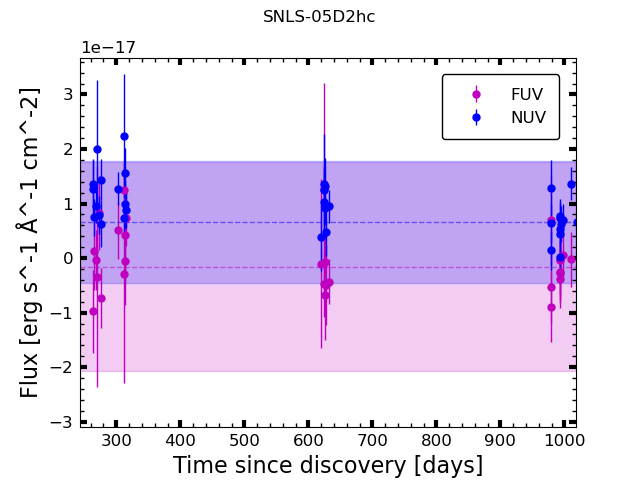 SNLS-05D2hc
1e−17
FUV
NUV
3
2
1
0
−1
−2
−3
Flux [erg s^-1 Å^-1 cm^-2]
300 400 500 600 700 800 900 1000
Time since discovery [days]